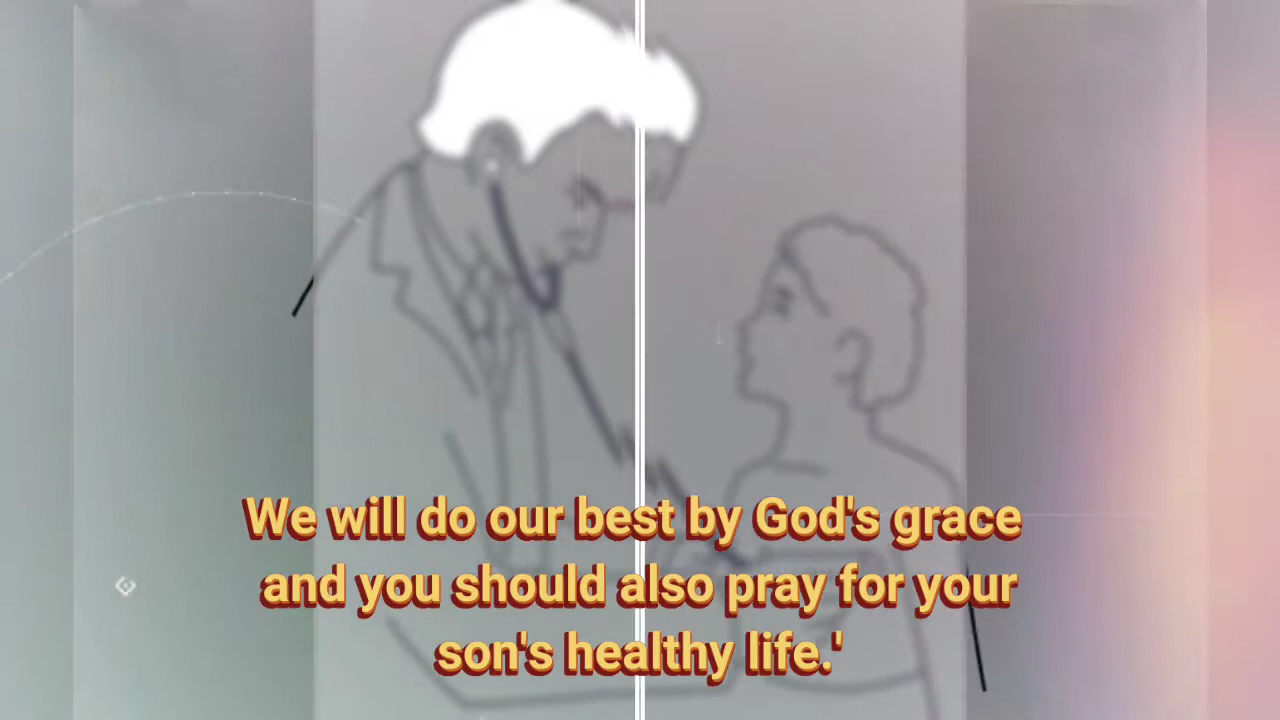 We will do our best by God's grace
and you should also pray for your
son's healthy life.'